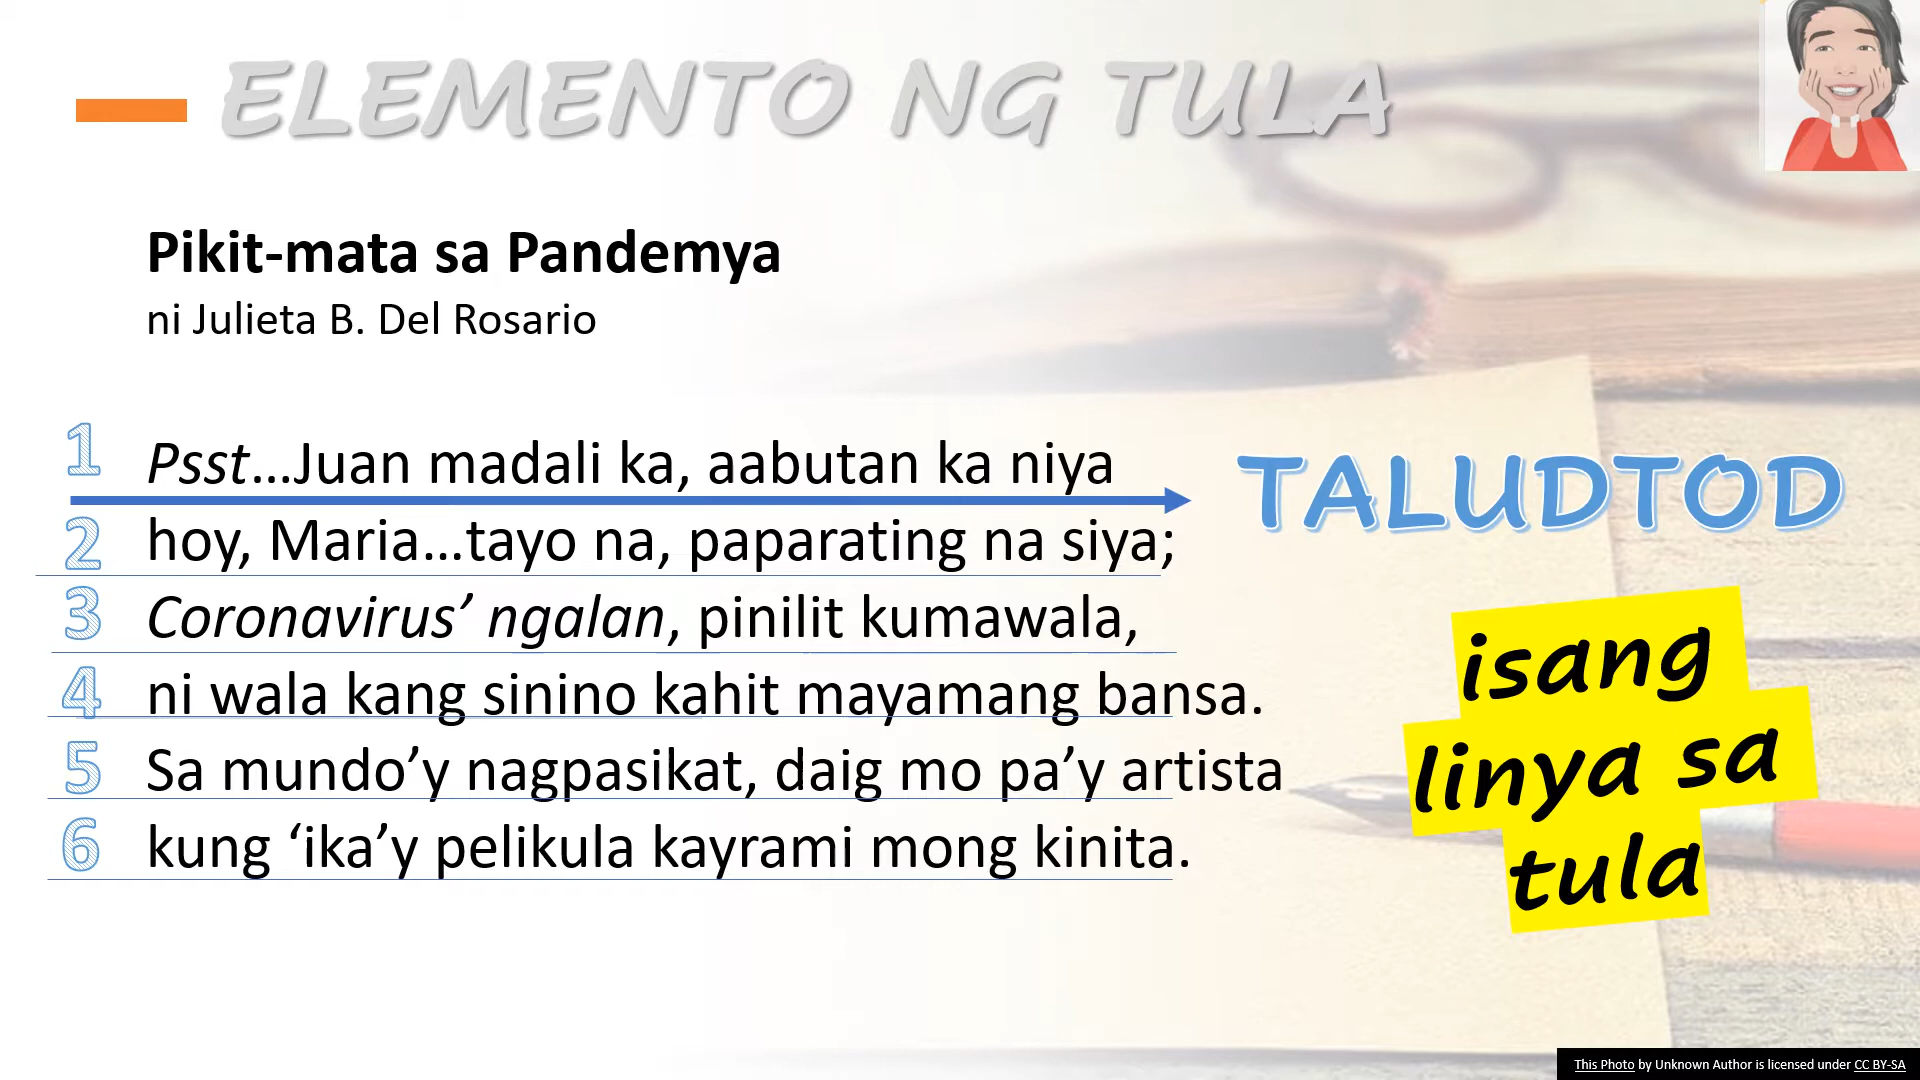 ELEMENTO NG TULA
Pikit-mata sa Pandemya
ni Julieta B. Del Rosario
1 Psst...Juan madali ka, aabutan ka niya
2 hoy, Maria...tayo na, paparating na siya;
3 Coronavirus’ ngalan, pinilit kumawala,
4 ni wala kang sinino kahit mayamang bansa.
5 Sa mundo’y nagpasikat, daig mo pa’y artista
6 kung ‘ika’y pelikula kayrami mong kinita.
TALUDTOD
isang
linya sa
tula
This Photo by Unknown Author is licensed under CC BY-SA